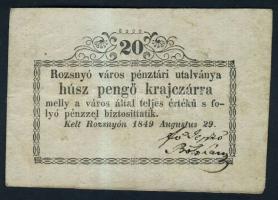 20
Rozsnyó város pénztári utalványa
húsz pengő krajczárra
melly a város által teljes értékü s fo-
lyó pénzzel biztosittatik.
Kelt Rozsnyón 1849 Augustus 29.